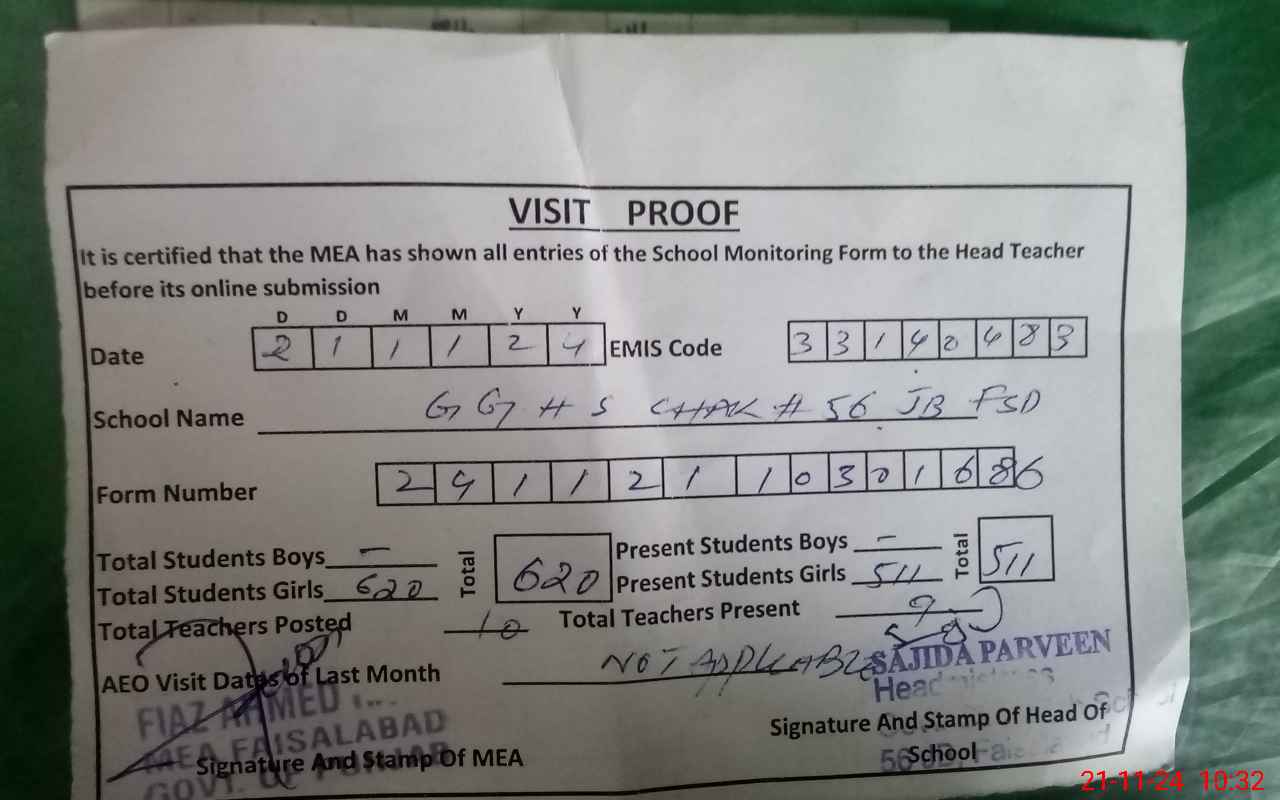 VISIT PROOF
It is certified that the MEA has shown all entries of the School Monitoring Form to the Head Teacher
before its online submission
D D M M Y Y
Date 2 1 1 1 2 4 EMIS Code 3 3 1 4 0 4 8 3
School Name G G H S CHAK # 56 JB FSD
Form Number 2 4 1 1 2 1 1 0 3 0 1 6 8 6
Total Students Boys — Total 620 Present Students Boys — Total 511
Total Students Girls 620 Present Students Girls 511
Total Teachers Posted 10 Total Teachers Present 9
AEO Visit Dates of Last Month NOT APPLICABLE
SAJIDA PARVEEN
FIAZ AHMED
MEA FAISALABAD
GOVT. OF PUNJAB
Signature And Stamp Of MEA
Signature And Stamp Of Head Of
School
21-11-24 10:32